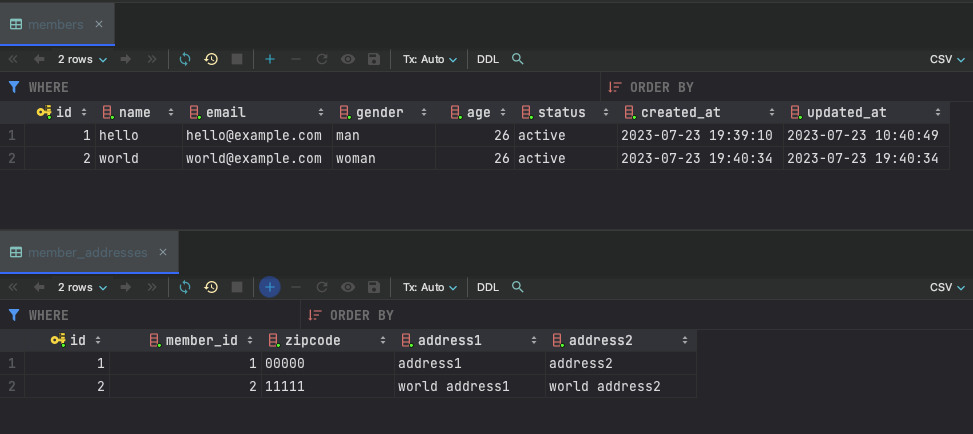 members ×
2 rows Tx: Auto DDL CSV
WHERE ORDER BY
id name email gender age status created_at updated_at
1 1 hello hello@example.com man 26 active 2023-07-23 19:39:10 2023-07-23 10:40:49
2 2 world world@example.com woman 26 active 2023-07-23 19:40:34 2023-07-23 19:40:34
member_addresses ×
2 rows Tx: Auto DDL CSV
WHERE ORDER BY
id member_id zipcode address1 address2
1 1 1 00000 address1 address2
2 2 2 11111 world address1 world address2